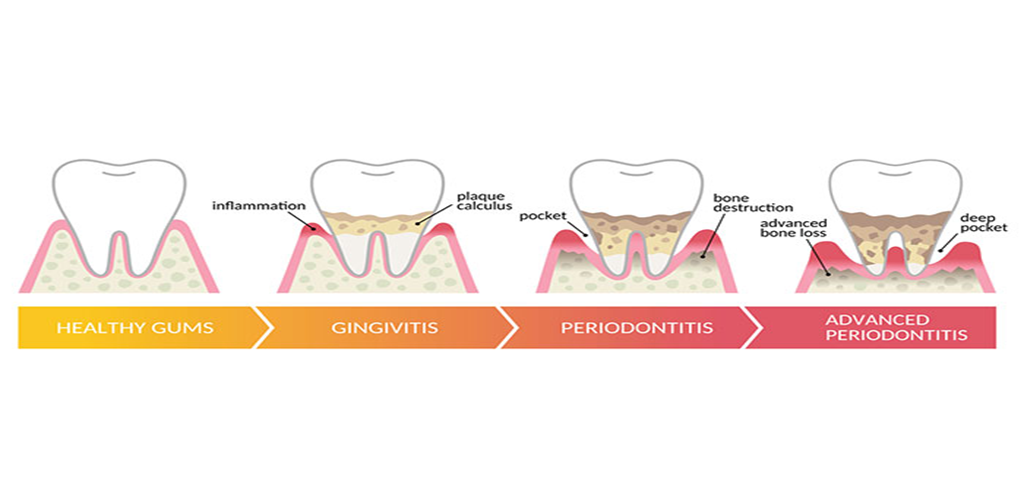 inflammation
plaque
calculus
pocket
bone
destruction
advanced
bone loss
deep
pocket
HEALTHY GUMS
GINGIVITIS
PERIODONTITIS
ADVANCED
PERIODONTITIS